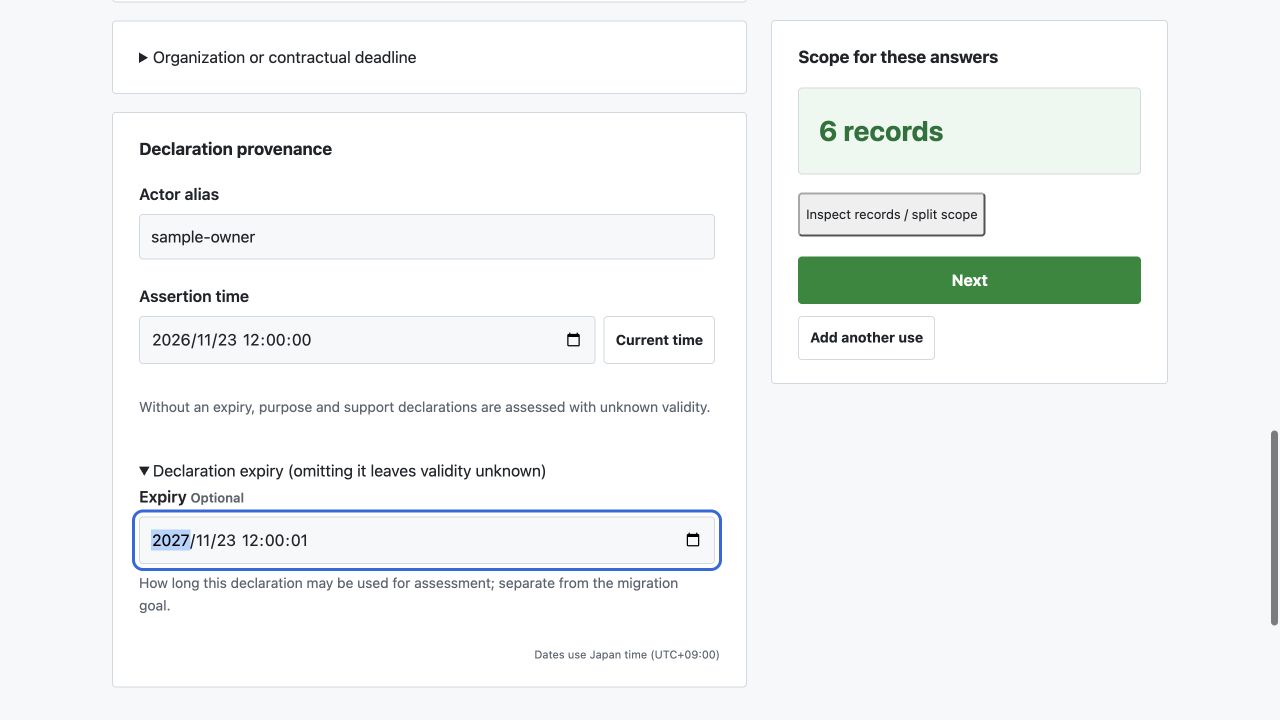 Organization or contractual deadline
Declaration provenance
Actor alias
sample-owner
Assertion time
2026/11/23 12:00:00
Current time
Without an expiry, purpose and support declarations are assessed with unknown validity.
Declaration expiry (omitting it leaves validity unknown)
Expiry Optional
2027/11/23 12:00:01
How long this declaration may be used for assessment; separate from the migration
goal.
Dates use Japan time (UTC+09:00)
Scope for these answers
6 records
Inspect records / split scope
Next
Add another use